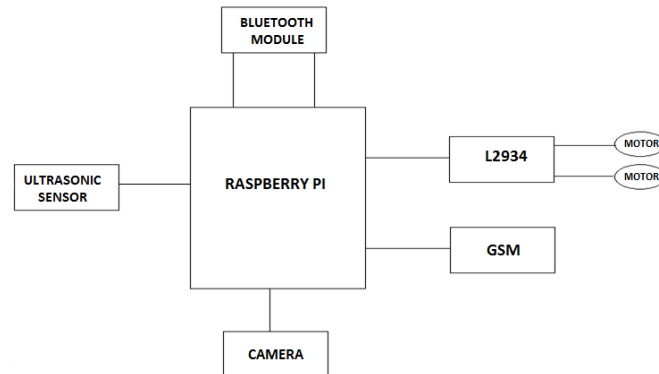 BLUETOOTH
MODULE
ULTRASONIC
SENSOR
RASPBERRY PI
L2934
MOTOR
MOTOR
GSM
CAMERA